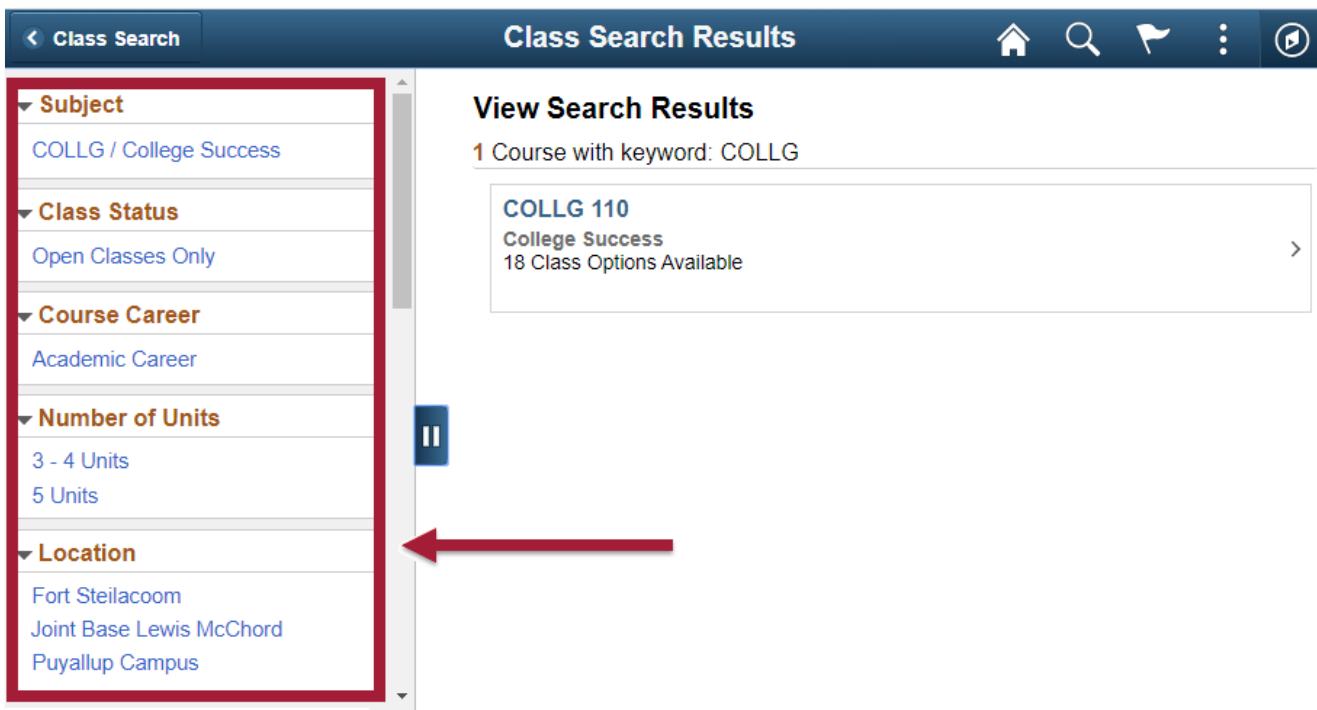 Class Search
Class Search Results
Subject
COLLG / College Success
Class Status
Open Classes Only
Course Career
Academic Career
Number of Units
3 - 4 Units
5 Units
Location
Fort Steilacoom
Joint Base Lewis McChord
Puyallup Campus
View Search Results
1 Course with keyword: COLLG
COLLG 110
College Success
18 Class Options Available